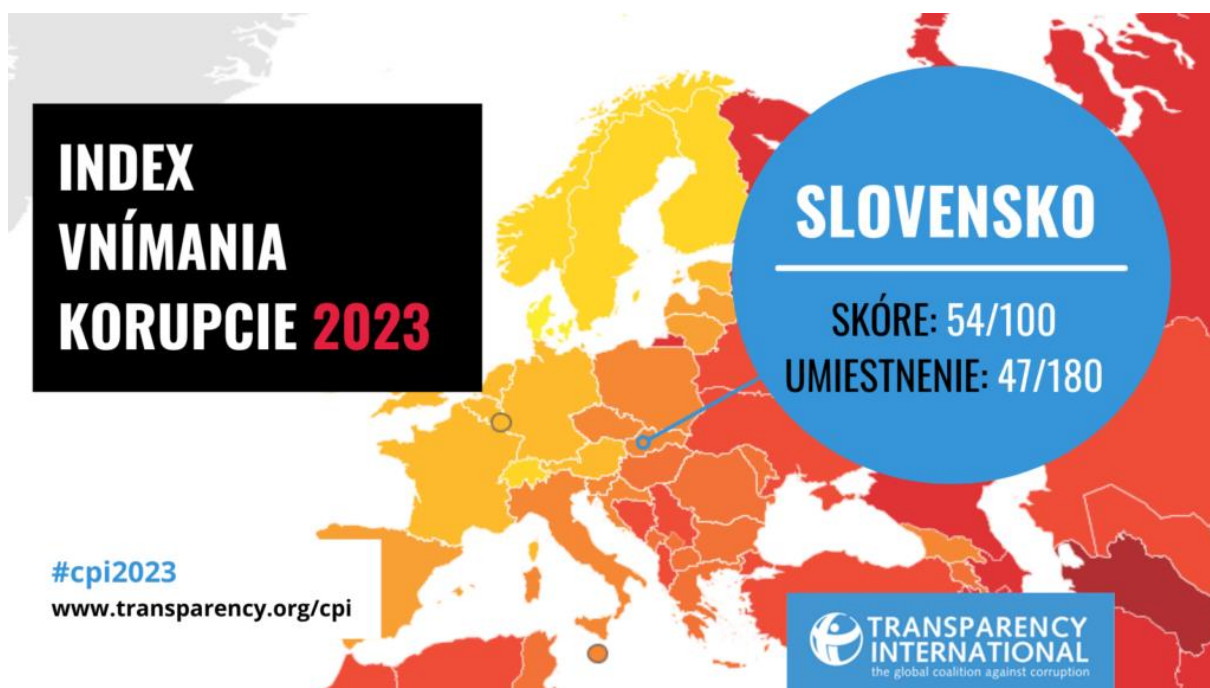 INDEX
VNÍMANIA
KORUPCIE 2023
SLOVENSKO
SKÓRE: 54/100
UMIESTNENIE: 47/180
#cpi2023
www.transparency.org/cpi
TRANSPARENCY
INTERNATIONAL
the global coalition against corruption